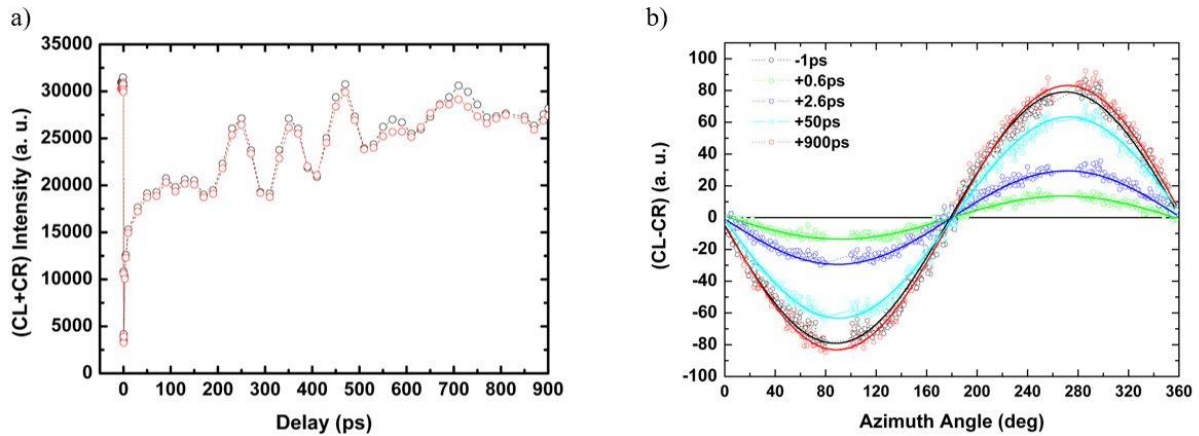 a)
(CL+CR) Intensity (a. u.)
35000
30000
25000
20000
15000
10000
5000
0
0 100 200 300 400 500 600 700 800 900
Delay (ps)
b)
(CL-CR) (a. u.)
100
80
60
40
20
0
-20
-40
-60
-80
-100
-1ps
+0.6ps
+2.6ps
+50ps
+900ps
0 40 80 120 160 200 240 280 320 360
Azimuth Angle (deg)